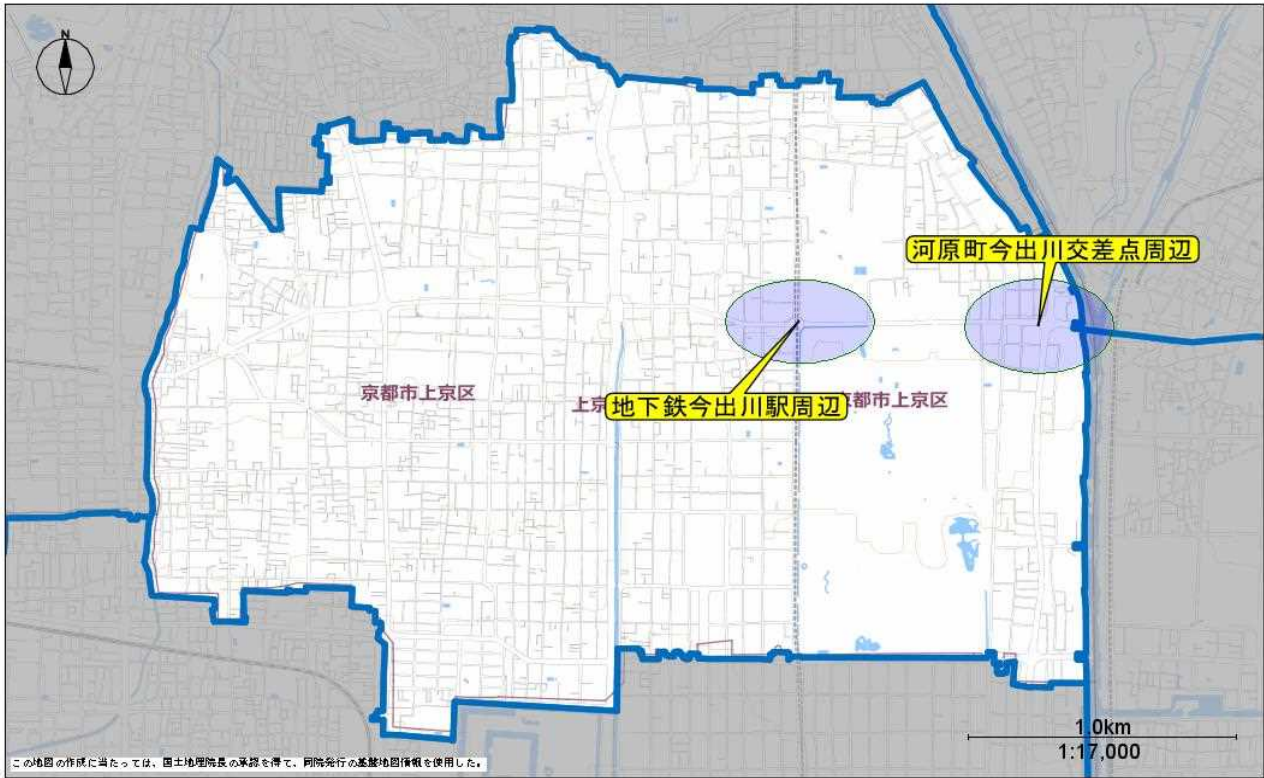 N
河原町今出川交差点周辺
京都市上京区
上京
地下鉄今出川駅周辺
都市上京区
1.0km
1:17,000
この地図の作成に当たっては、国土地理院長の承認を得て、同院発行の基盤地図情報を使用した。